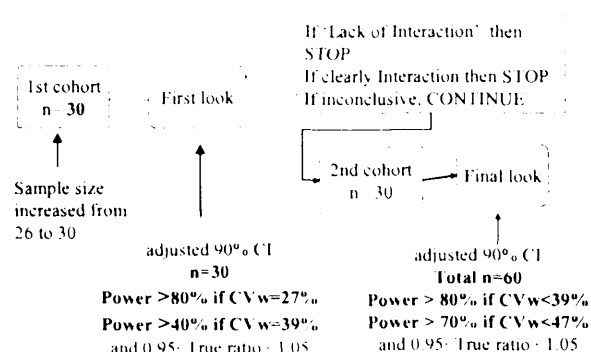 If 'Lack of Interaction' then
STOP
If clearly Interaction then STOP
If inconclusive, CONTINUE
1st cohort
n = 30
First look
Sample size
increased from
26 to 30
2nd cohort
n = 30
Final look
adjusted 90% CI
n=30
Power >80% if CVw=27%
Power >40% if CVw=39%
and 0.95< True ratio < 1.05
adjusted 90% CI
Total n=60
Power > 80% if CVw<39%
Power > 70% if CVw<47%
and 0.95< True ratio < 1.05